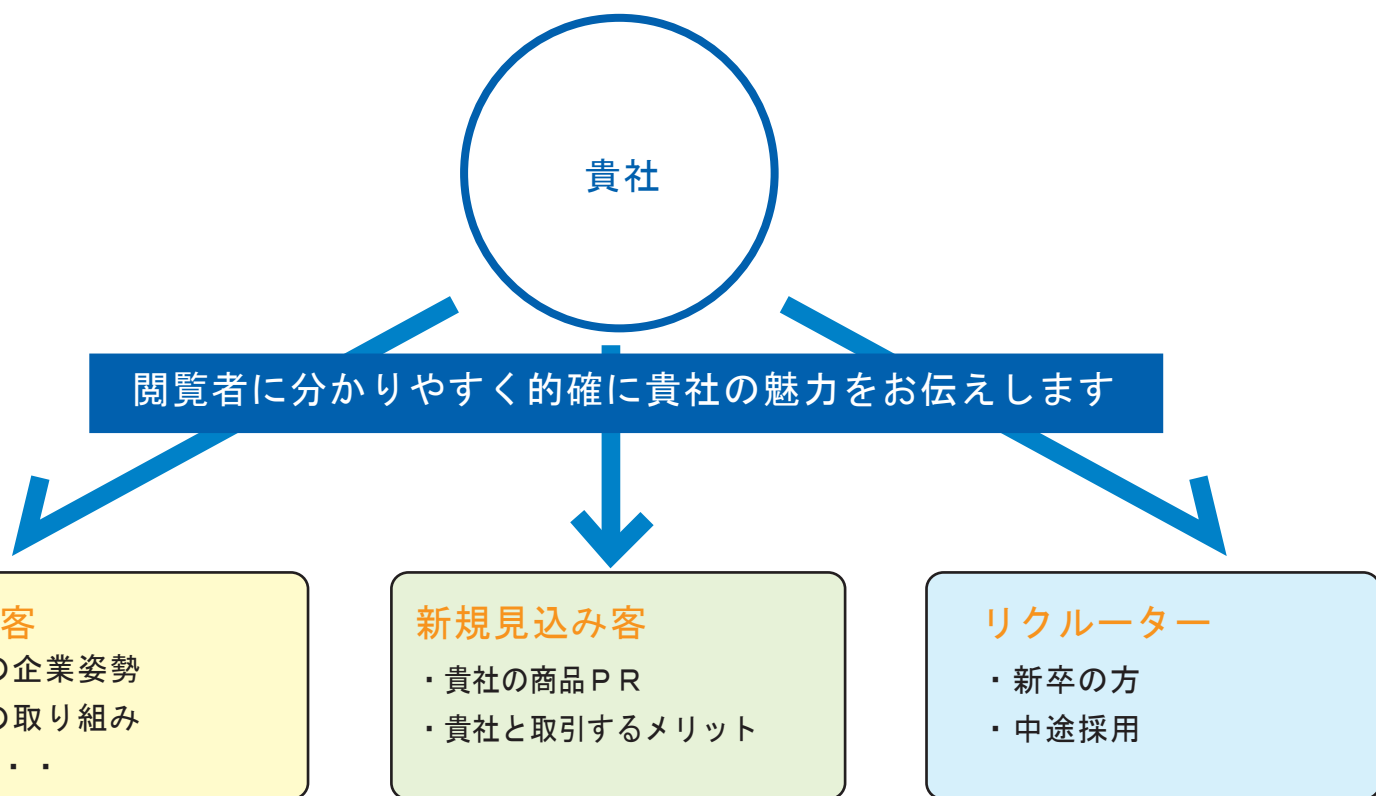 貴社
閲覧者に分かりやすく的確に貴社の魅力をお伝えします
客
の企業姿勢
の取り組み
・・
新規見込み客
・貴社の商品ＰＲ
・貴社と取引するメリット
リクルーター
・新卒の方
・中途採用